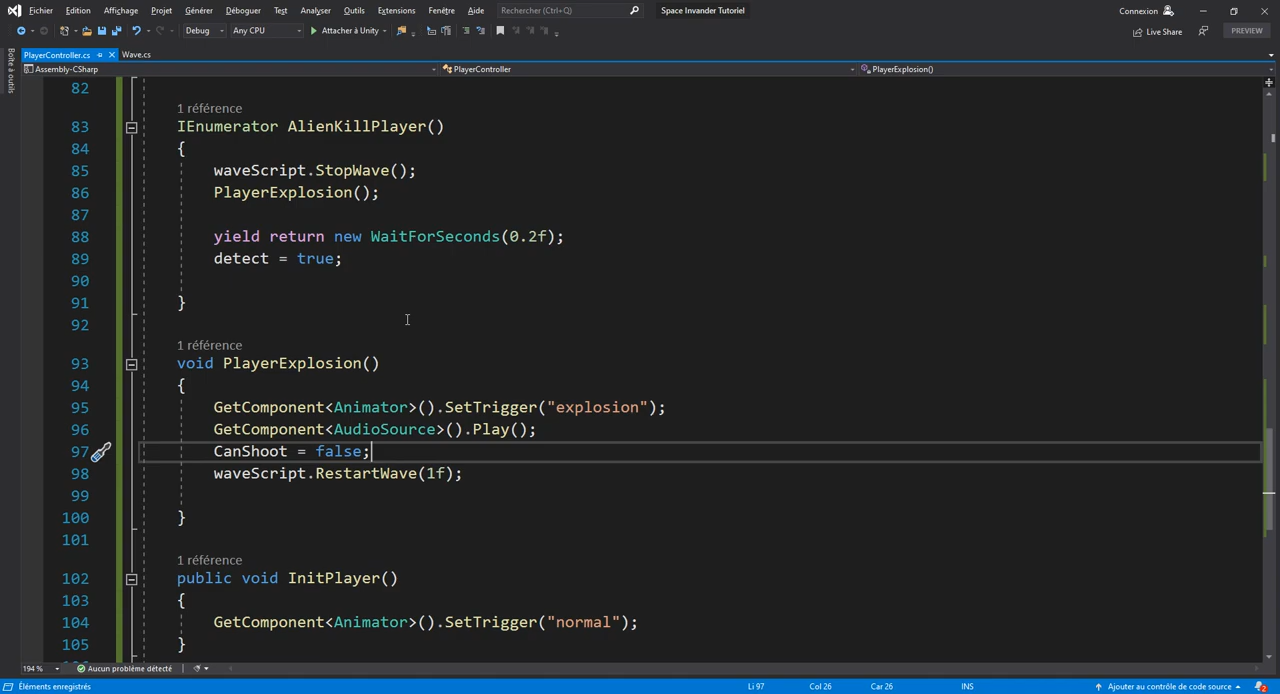 Fichier Edition Affichage Projet Générer Déboguer Test Analyser Outils Extensions Fenêtre Aide Rechercher (Ctrl+Q) Space Invander Tutoriel Connexion
Debug Any CPU Attacher à Unity Live Share PREVIEW
Boîte à outils
PlayerController.cs Wave.cs
Assembly-CSharp PlayerController PlayerExplosion()
82
1 référence
83 IEnumerator AlienKillPlayer()
84 {
85 waveScript.StopWave();
86 PlayerExplosion();
87
88 yield return new WaitForSeconds(0.2f);
89 detect = true;
90
91 }
92
1 référence
93 void PlayerExplosion()
94 {
95 GetComponent<Animator>().SetTrigger("explosion");
96 GetComponent<AudioSource>().Play();
97 CanShoot = false;
98 waveScript.RestartWave(1f);
99
100 }
101
1 référence
102 public void InitPlayer()
103 {
104 GetComponent<Animator>().SetTrigger("normal");
105 }
194 % Aucun problème détecté
Éléments enregistrés Li 97 Col 26 Car 26 INS Ajouter au contrôle de code source 2